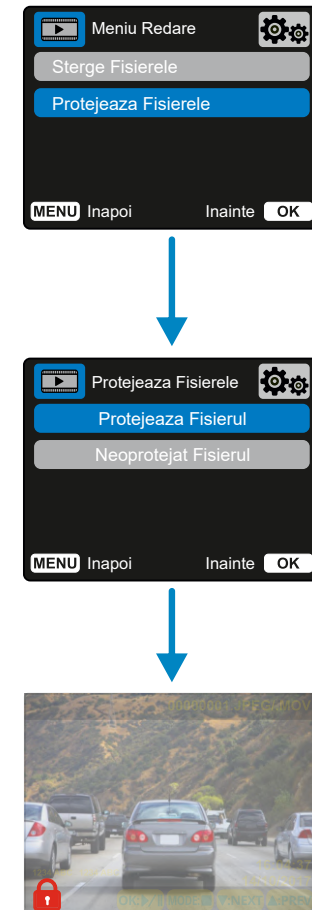 Meniu Redare
Sterge Fisierele
Protejeaza Fisierele
MENU Inapoi Inainte OK
Protejeaza Fisierele
Protejeaza Fisierul
Neoprotejat Fisierul
MENU Inapoi Inainte OK